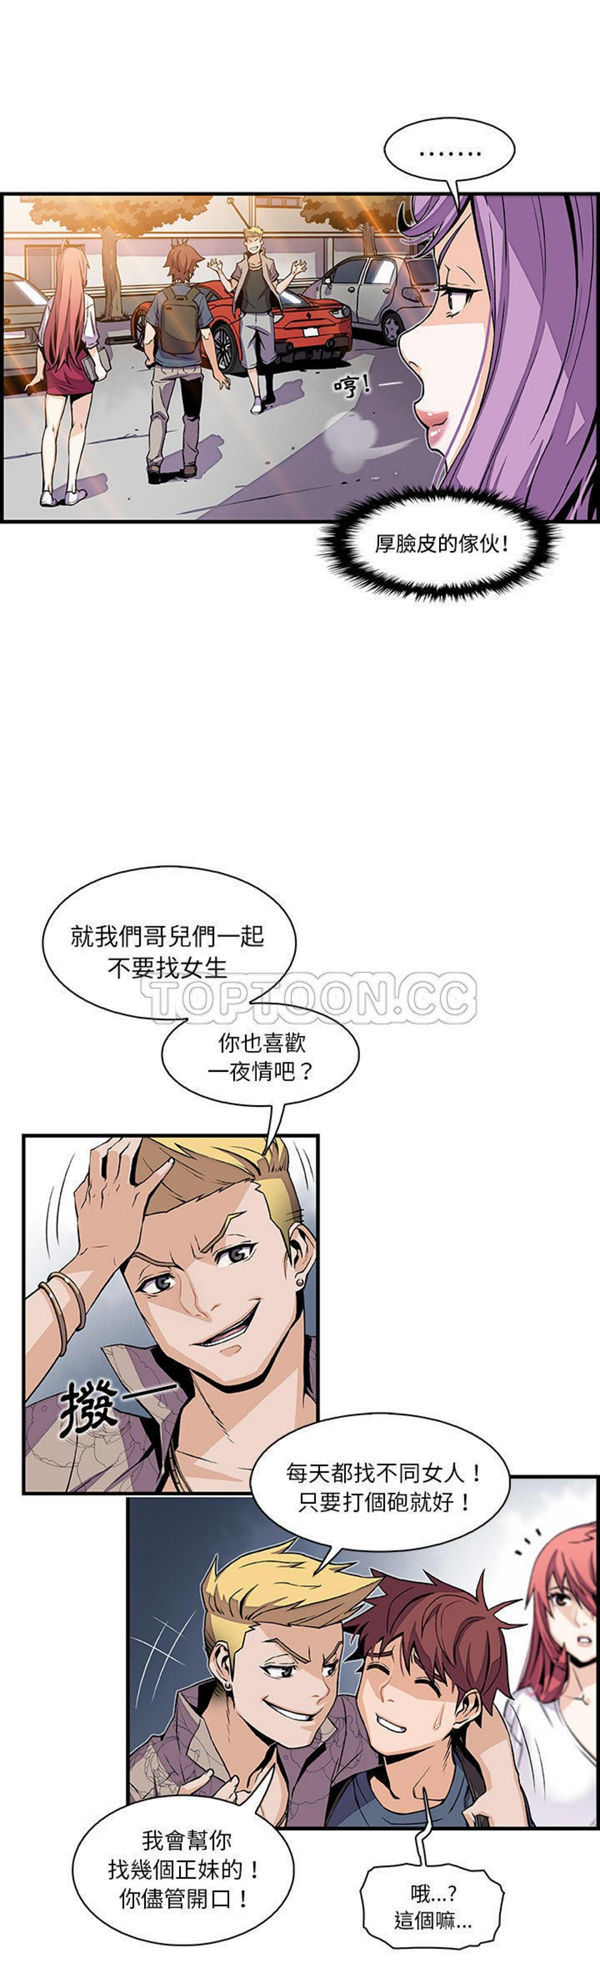 .......
哼!
厚臉皮的傢伙!
就我們哥兒們一起
不要找女生
TOPTOON.CC
你也喜歡
一夜情吧？
撥—
每天都找不同女人！
只要打個砲就好！
我會幫你
找幾個正妹的！
你儘管開口！
哦...?
這個嘛...